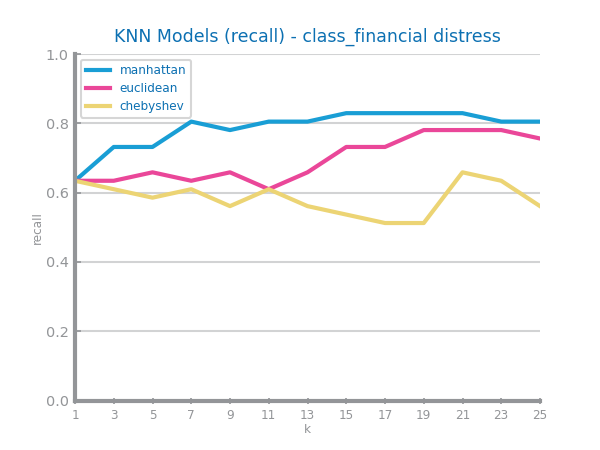 KNN Models (recall) - class_financial distress
1.0
0.8
0.6
0.4
0.2
0.0
recall
manhattan
euclidean
chebyshev
1 3 5 7 9 11 13 15 17 19 21 23 25
k